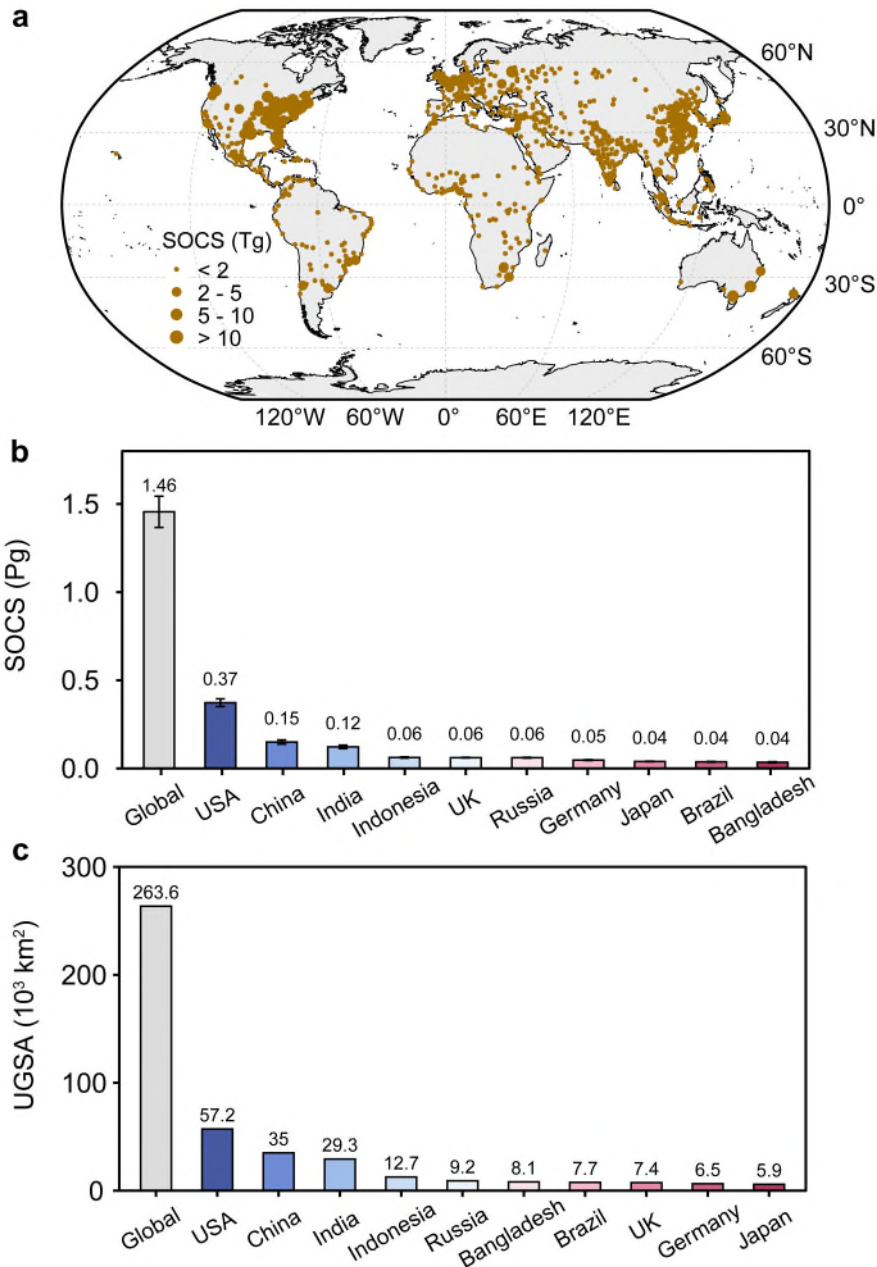 a
60°N
30°N
0°
30°S
60°S
SOCS (Tg)
< 2
2 - 5
5 - 10
> 10
120°W 60°W 0° 60°E 120°E
b
SOCS (Pg)
1.5
1.0
0.5
0.0
1.46
0.37
0.15
0.12
0.06
0.06
0.06
0.05
0.04
0.04
0.04
Global USA China India Indonesia UK Russia Germany Japan Brazil Bangladesh
c
UGSA (10³ km²)
300
200
100
0
263.6
57.2
35
29.3
12.7
9.2
8.1
7.7
7.4
6.5
5.9
Global USA China India Indonesia Russia Bangladesh Brazil UK Germany Japan